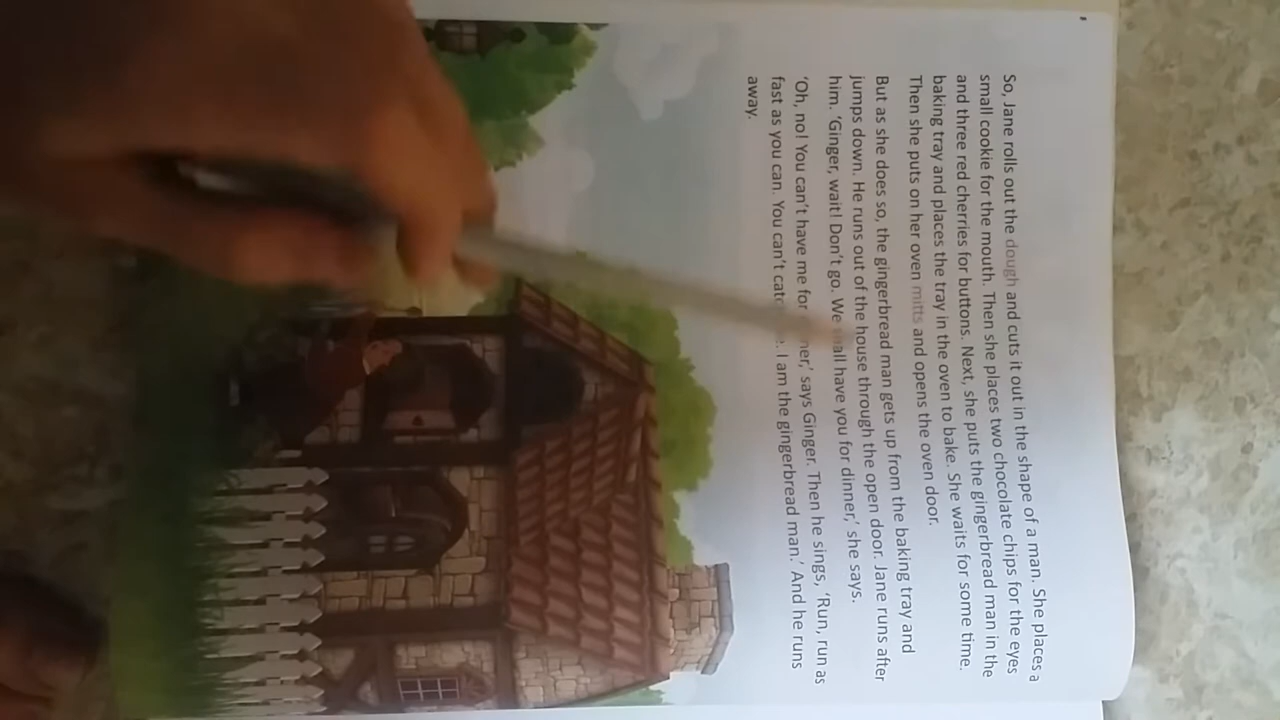 So, Jane rolls out the dough and cuts it out in the shape of a man. She places a
small cookie for the mouth. Then she places two chocolate chips for the eyes
and three red cherries for buttons. Next, she puts the gingerbread man in the
baking tray and places the tray in the oven to bake. She waits for some time.
Then she puts on her oven mitts and opens the oven door.
But as she does so, the gingerbread man gets up from the baking tray and
jumps down. He runs out of the house through the open door. Jane runs after
him. ‘Ginger, wait! Don’t go. We shall have you for dinner,’ she says.
‘Oh, no! You can’t have me for says Ginger. Then he sings, ‘Run, run as
fast as you can. You can’t I am the gingerbread man.’ And he runs
away.